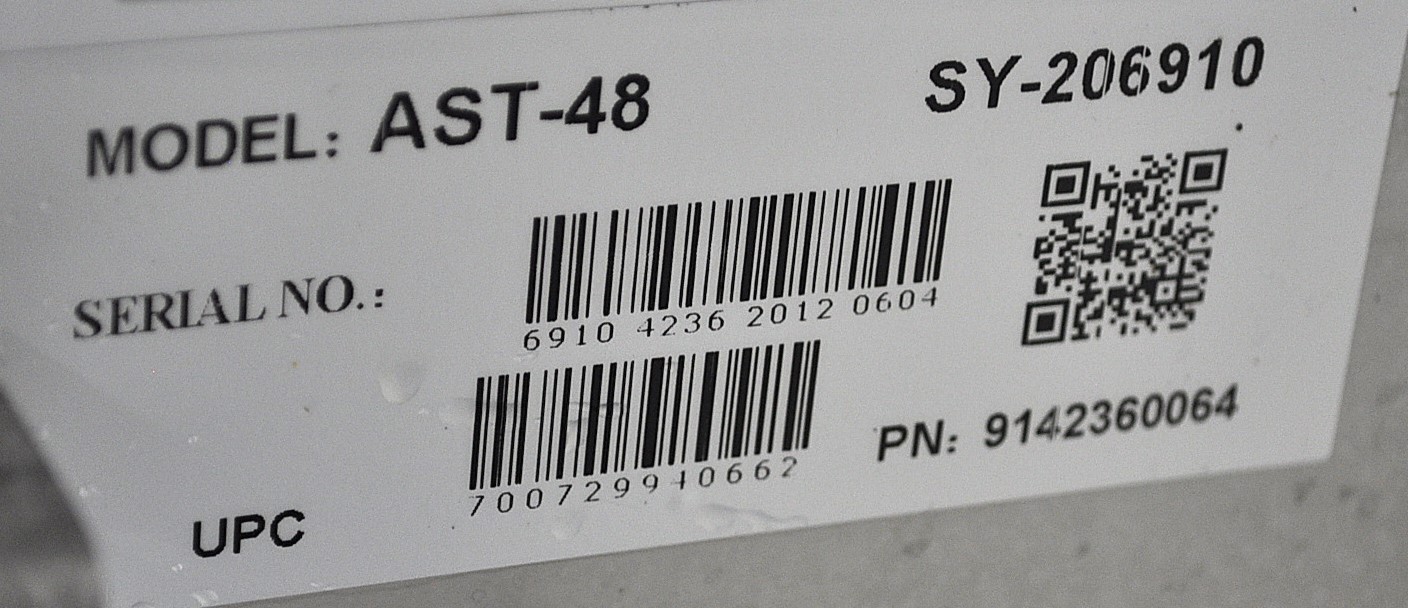 MODEL: AST-48
SY-206910
SERIAL NO.:
6910 4236 2012 0604
700729940662
PN: 9142360064
UPC